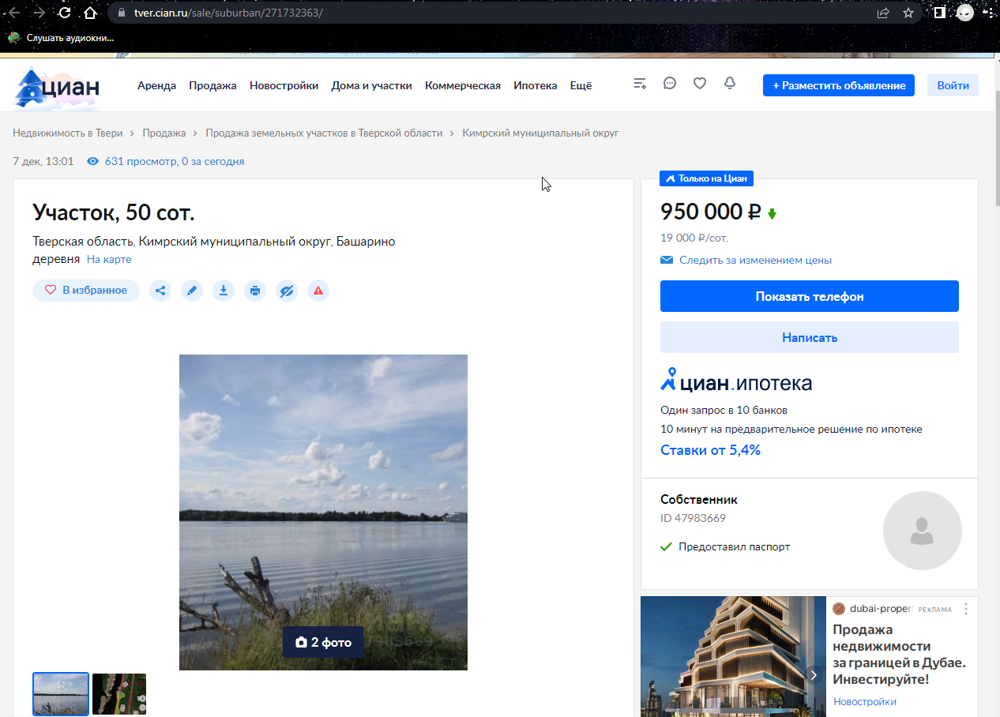 tver.cian.ru/sale/suburban/271732363/
Слушать аудиокни...
циан
Аренда Продажа Новостройки Дома и участки Коммерческая Ипотека Ещё
+ Разместить объявление
Войти
Недвижимость в Твери > Продажа > Продажа земельных участков в Тверской области > Кимрский муниципальный округ
7 дек, 13:01 631 просмотр, 0 за сегодня
Участок, 50 сот.
Тверская область, Кимрский муниципальный округ, Башарино
деревня На карте
В избранное
2 фото
Только на Циан
950 000 ₽
19 000 ₽/сот.
Следить за изменением цены
Показать телефон
Написать
циан.ипотека
Один запрос в 10 банков
10 минут на предварительное решение по ипотеке
Ставки от 5,4%
Собственник
ID 47983669
Предоставил паспорт
dubai-proper РЕКЛАМА
Продажа
недвижимости
за границей в Дубае.
Инвестируйте!
Новостройки